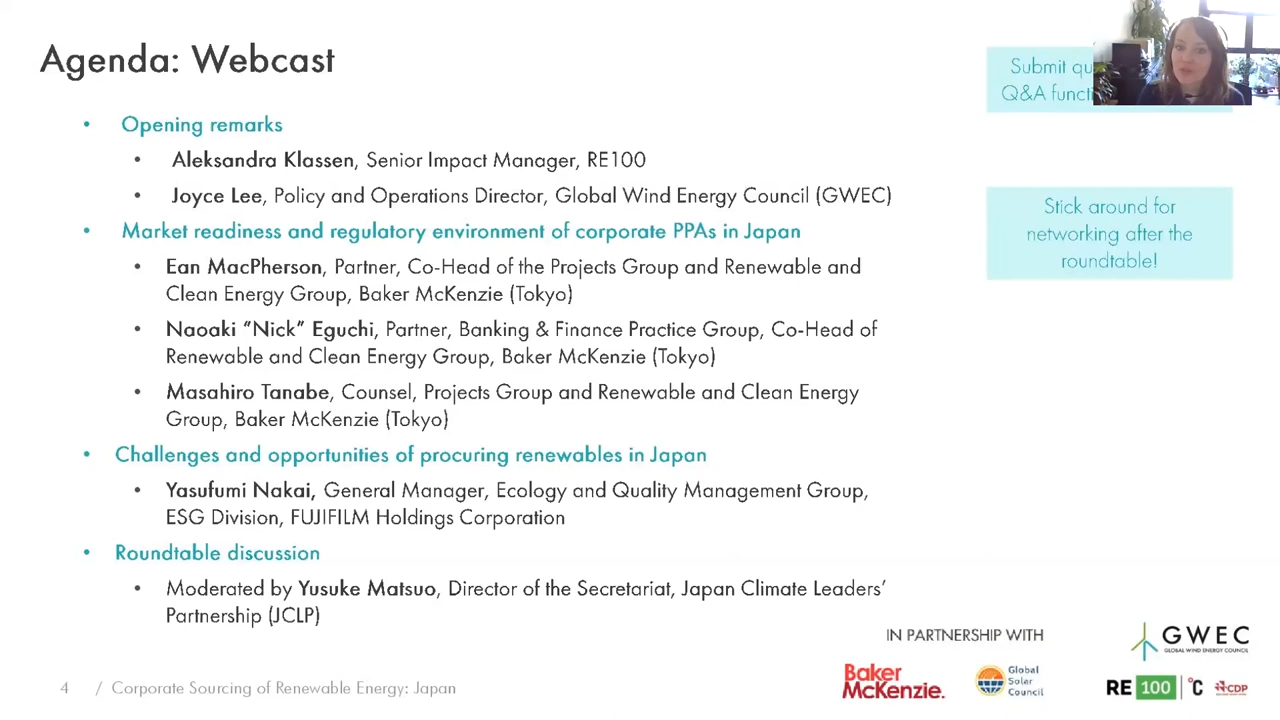 Agenda: Webcast
Submit qu
Q&A functi
• Opening remarks
• Aleksandra Klassen, Senior Impact Manager, RE100
• Joyce Lee, Policy and Operations Director, Global Wind Energy Council (GWEC)
Stick around for
networking after the
roundtable!
• Market readiness and regulatory environment of corporate PPAs in Japan
• Ean MacPherson, Partner, Co-Head of the Projects Group and Renewable and
Clean Energy Group, Baker McKenzie (Tokyo)
• Naoaki “Nick” Eguchi, Partner, Banking & Finance Practice Group, Co-Head of
Renewable and Clean Energy Group, Baker McKenzie (Tokyo)
• Masahiro Tanabe, Counsel, Projects Group and Renewable and Clean Energy
Group, Baker McKenzie (Tokyo)
• Challenges and opportunities of procuring renewables in Japan
• Yasufumi Nakai, General Manager, Ecology and Quality Management Group,
ESG Division, FUJIFILM Holdings Corporation
• Roundtable discussion
• Moderated by Yusuke Matsuo, Director of the Secretariat, Japan Climate Leaders’
Partnership (JCLP)
IN PARTNERSHIP WITH
GWEC
GLOBAL WIND ENERGY COUNCIL
Baker
McKenzie.
Global
Solar
Council
RE 100 °C CDP
4 / Corporate Sourcing of Renewable Energy: Japan